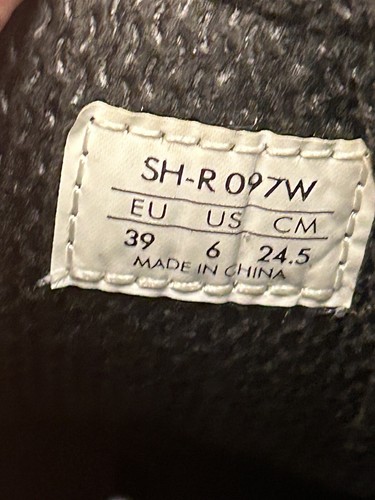 SH-R 097W
EU US CM
39 6 24.5
MADE IN CHINA